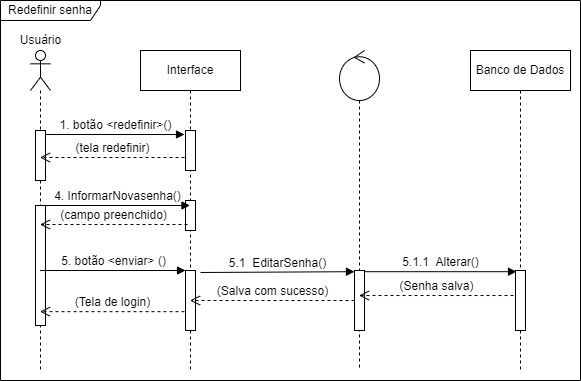 Redefinir senha
Usuário
Interface
Banco de Dados
1. botão <redefinir>()
(tela redefinir)
4. InformarNovasenha()
(campo preenchido)
5. botão <enviar> ()
5.1 EditarSenha()
5.1.1 Alterar()
(Tela de login)
(Salva com sucesso)
(Senha salva)